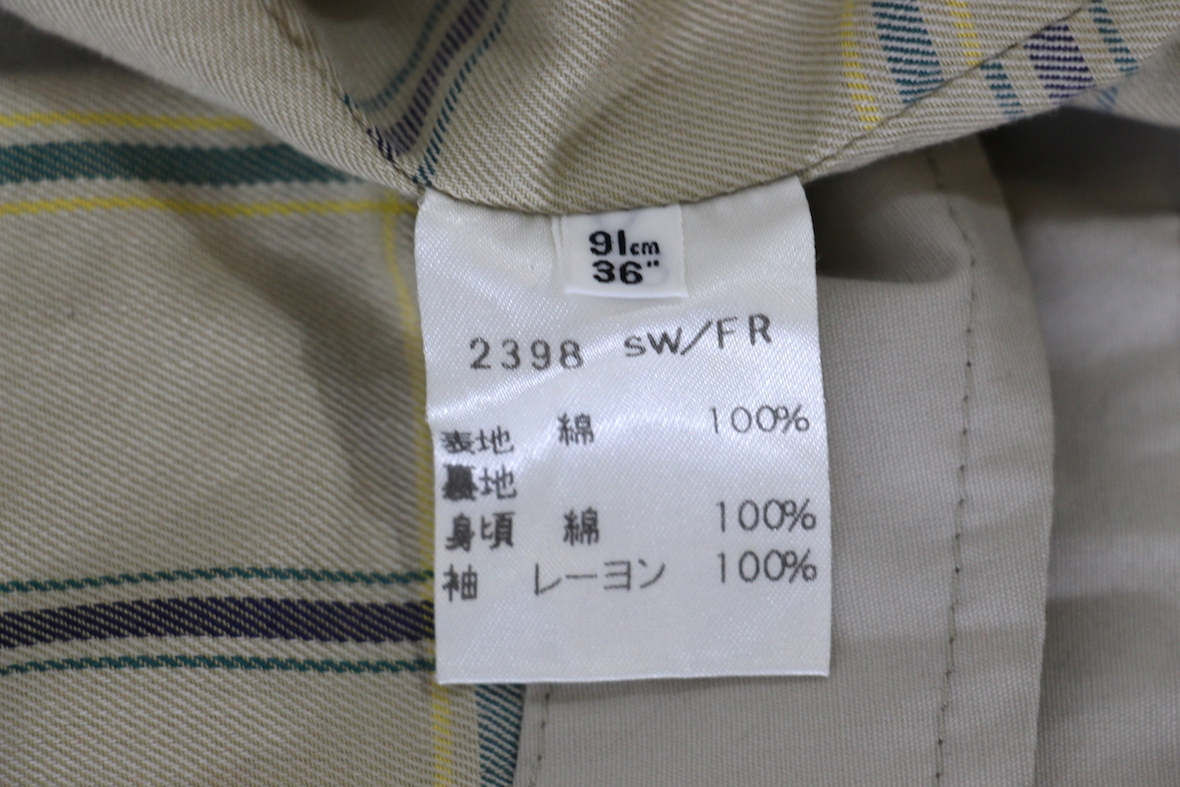 91cm
36"
2398 SW/FR
表地 綿 100%
裏地
身頃 綿 100%
袖 レーヨン 100%